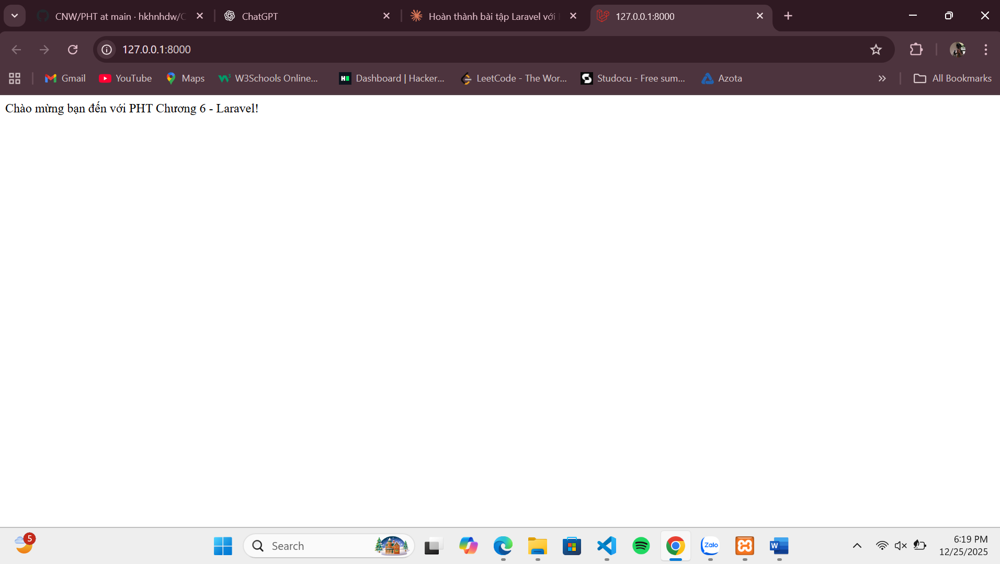 CNW/PHT at main · hkhnhdw/C
ChatGPT
Hoàn thành bài tập Laravel với
127.0.0.1:8000
127.0.0.1:8000
Gmail
YouTube
Maps
W3Schools Online...
Dashboard | Hacker...
LeetCode - The Wor...
Studocu - Free sum...
Azota
All Bookmarks
Chào mừng bạn đến với PHT Chương 6 - Laravel!
5
Search
Zalo
6:19 PM
12/25/2025